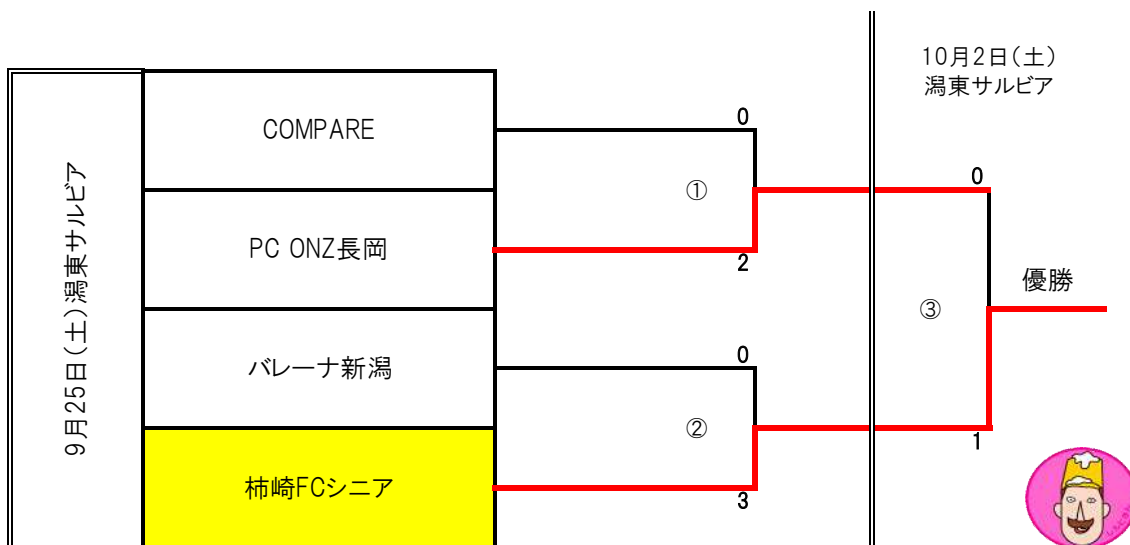 10月2日(土)
潟東サルビア
9月25日(土)潟東サルビア
COMPARE
0
①
PC ONZ長岡
2
0
優勝
③
バレーナ新潟
0
②
1
柿崎FCシニア
3